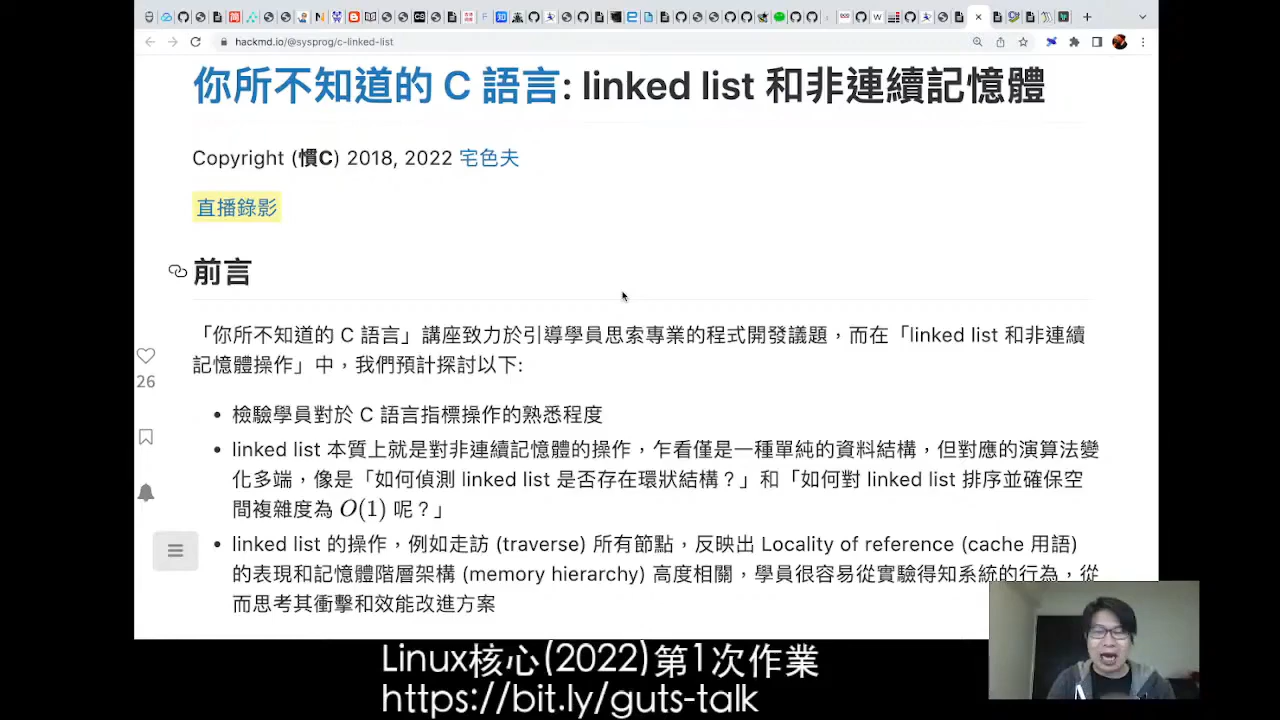 hackmd.io/@sysprog/c-linked-list
你所不知道的 C 語言: linked list 和非連續記憶體
Copyright (慣C) 2018, 2022 宅色夫
直播錄影
前言
「你所不知道的 C 語言」講座致力於引導學員思索專業的程式開發議題，而在「linked list 和非連續
記憶體操作」中，我們預計探討以下:
26
• 檢驗學員對於 C 語言指標操作的熟悉程度
• linked list 本質上就是對非連續記憶體的操作，乍看僅是一種單純的資料結構，但對應的演算法變
化多端，像是「如何偵測 linked list 是否存在環狀結構？」和「如何對 linked list 排序並確保空
間複雜度為 O(1) 呢？」
• linked list 的操作，例如走訪 (traverse) 所有節點，反映出 Locality of reference (cache 用語)
的表現和記憶體階層架構 (memory hierarchy) 高度相關，學員很容易從實驗得知系統的行為，從
而思考其衝擊和效能改進方案
Linux核心(2022)第1次作業
https://bit.ly/guts-talk